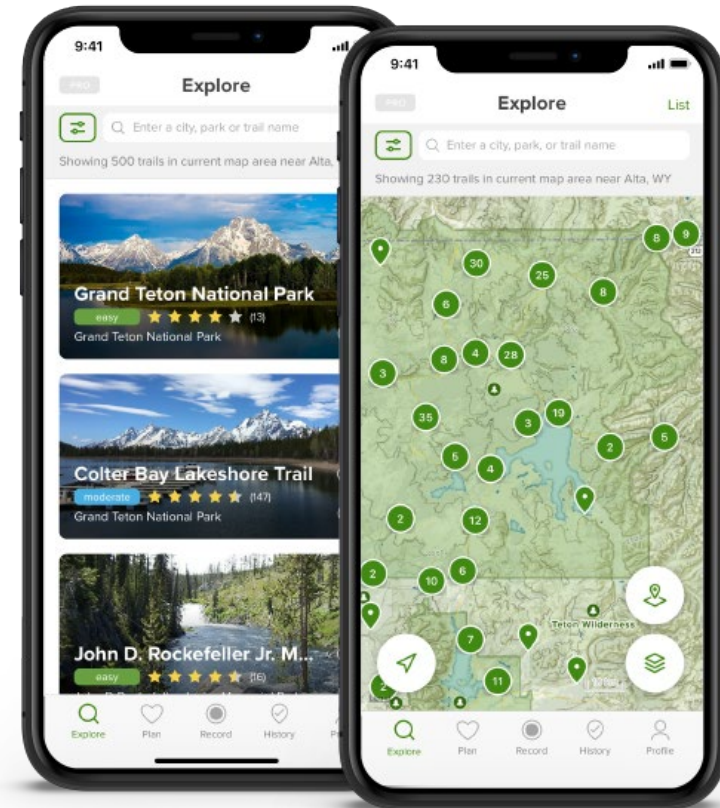 9:41
PRO
Explore
Enter a city, park or trail name
Showing 500 trails in current map area near Alta,
Grand Teton National Park
easy (13)
Grand Teton National Park
Colter Bay Lakeshore Trail
moderate (147)
Grand Teton National Park
John D. Rockefeller Jr. M...
easy (16)
Explore
Plan
Record
History
9:41
PRO
Explore
List
Enter a city, park, or trail name
Showing 230 trails in current map area near Alta, WY
8
9
212
30
25
8
6
8
4
28
3
35
3
19
5
2
5
4
2
12
2
10
6
Teton Wilderness
7
11
2
Explore
Plan
Record
History
Profile